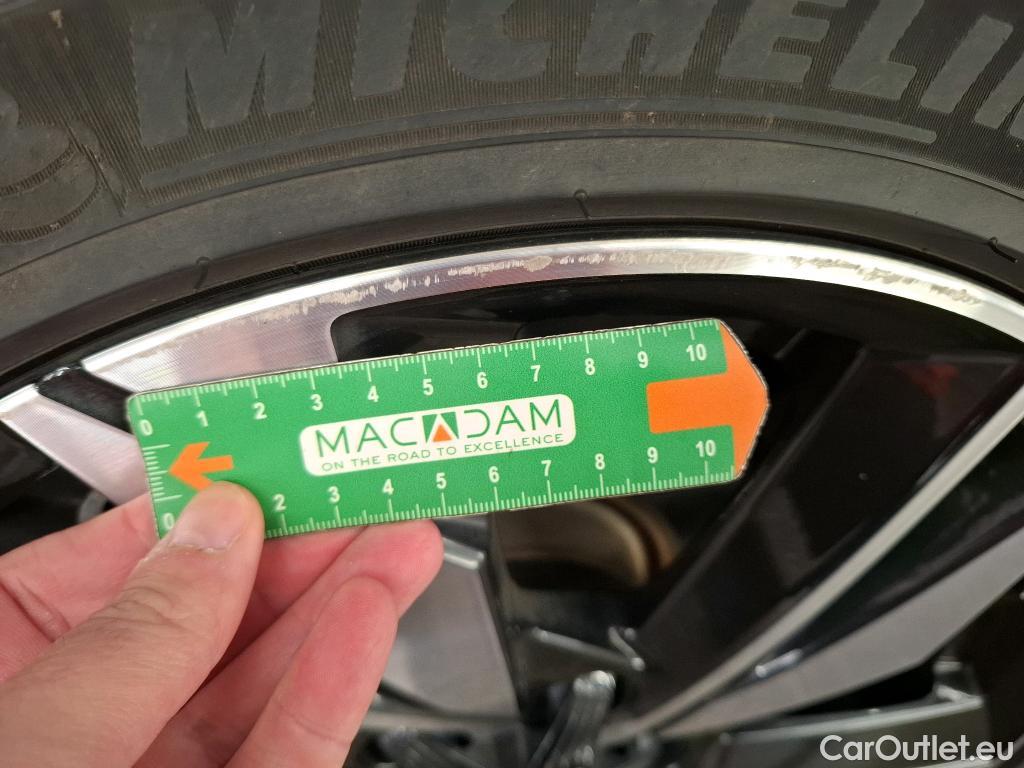 MICHELIN
0 1 2 3 4 5 6 7 8 9 10
MACADAM
ON THE ROAD TO EXCELLENCE
0 2 3 4 5 6 7 8 9 10
CarOutlet.eu